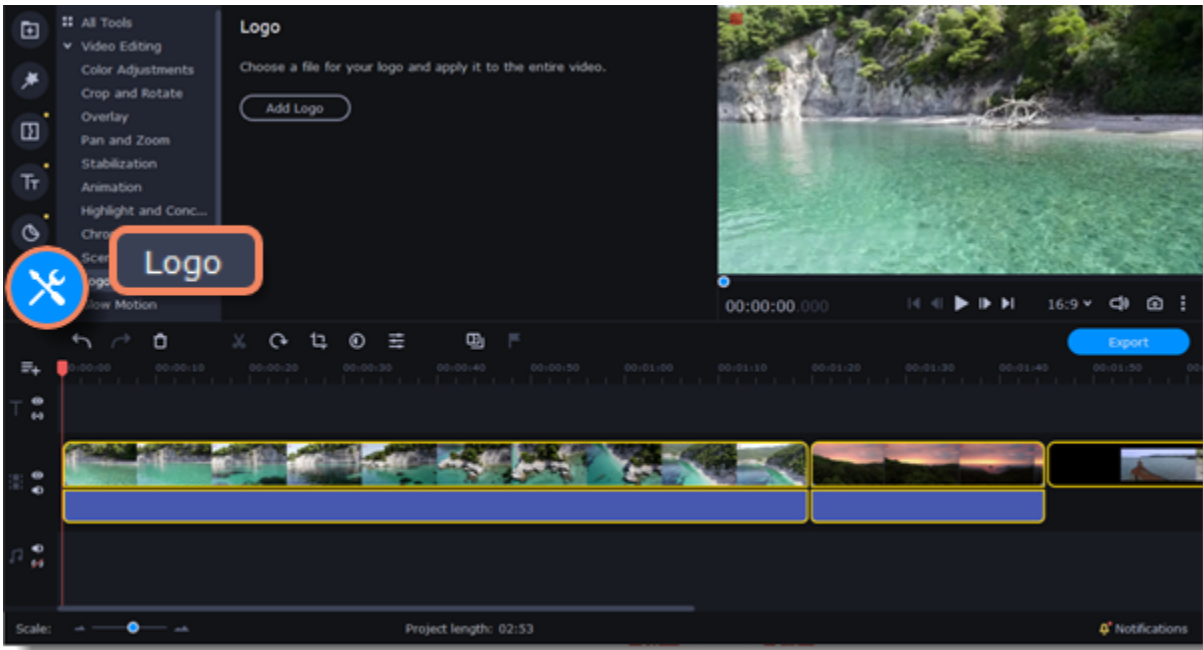 All Tools
Video Editing
Color Adjustments
Crop and Rotate
Overlay
Pan and Zoom
Stabilization
Animation
Highlight and Conc...
Logo
Motion
Logo
Choose a file for your logo and apply it to the entire video.
Add Logo
00:00:00.000
16:9
Export
0:00:00
00:00:10
00:00:20
00:00:30
00:00:40
00:00:50
00:01:00
00:01:10
00:01:20
00:01:30
00:01:40
00:01:50
00:
Scale:
Project length: 02:53
Notifications